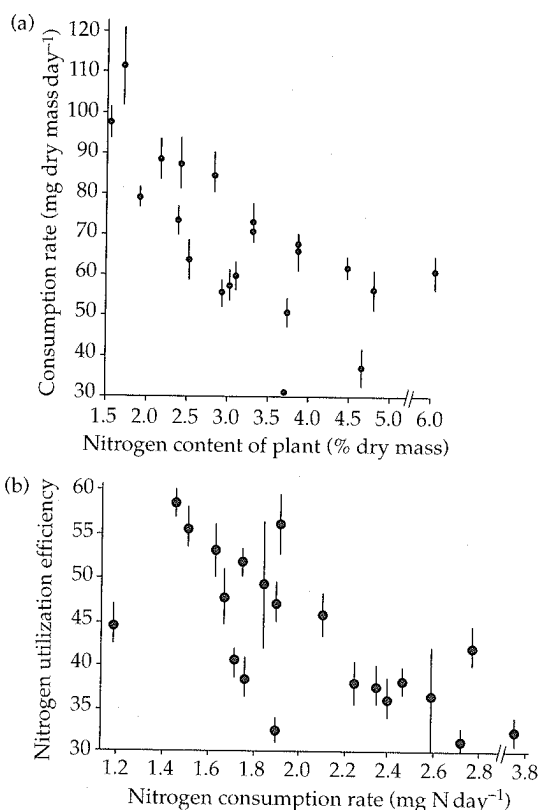 (a)
120
110
100
90
80
70
60
50
40
30
Consumption rate (mg dry mass day⁻¹)
1.5 2.0 2.5 3.0 3.5 4.0 4.5 5.0 6.0
Nitrogen content of plant (% dry mass)
(b)
60
55
50
45
40
35
30
Nitrogen utilization efficiency
1.2 1.4 1.6 1.8 2.0 2.2 2.4 2.6 2.8 3.8
Nitrogen consumption rate (mg N day⁻¹)